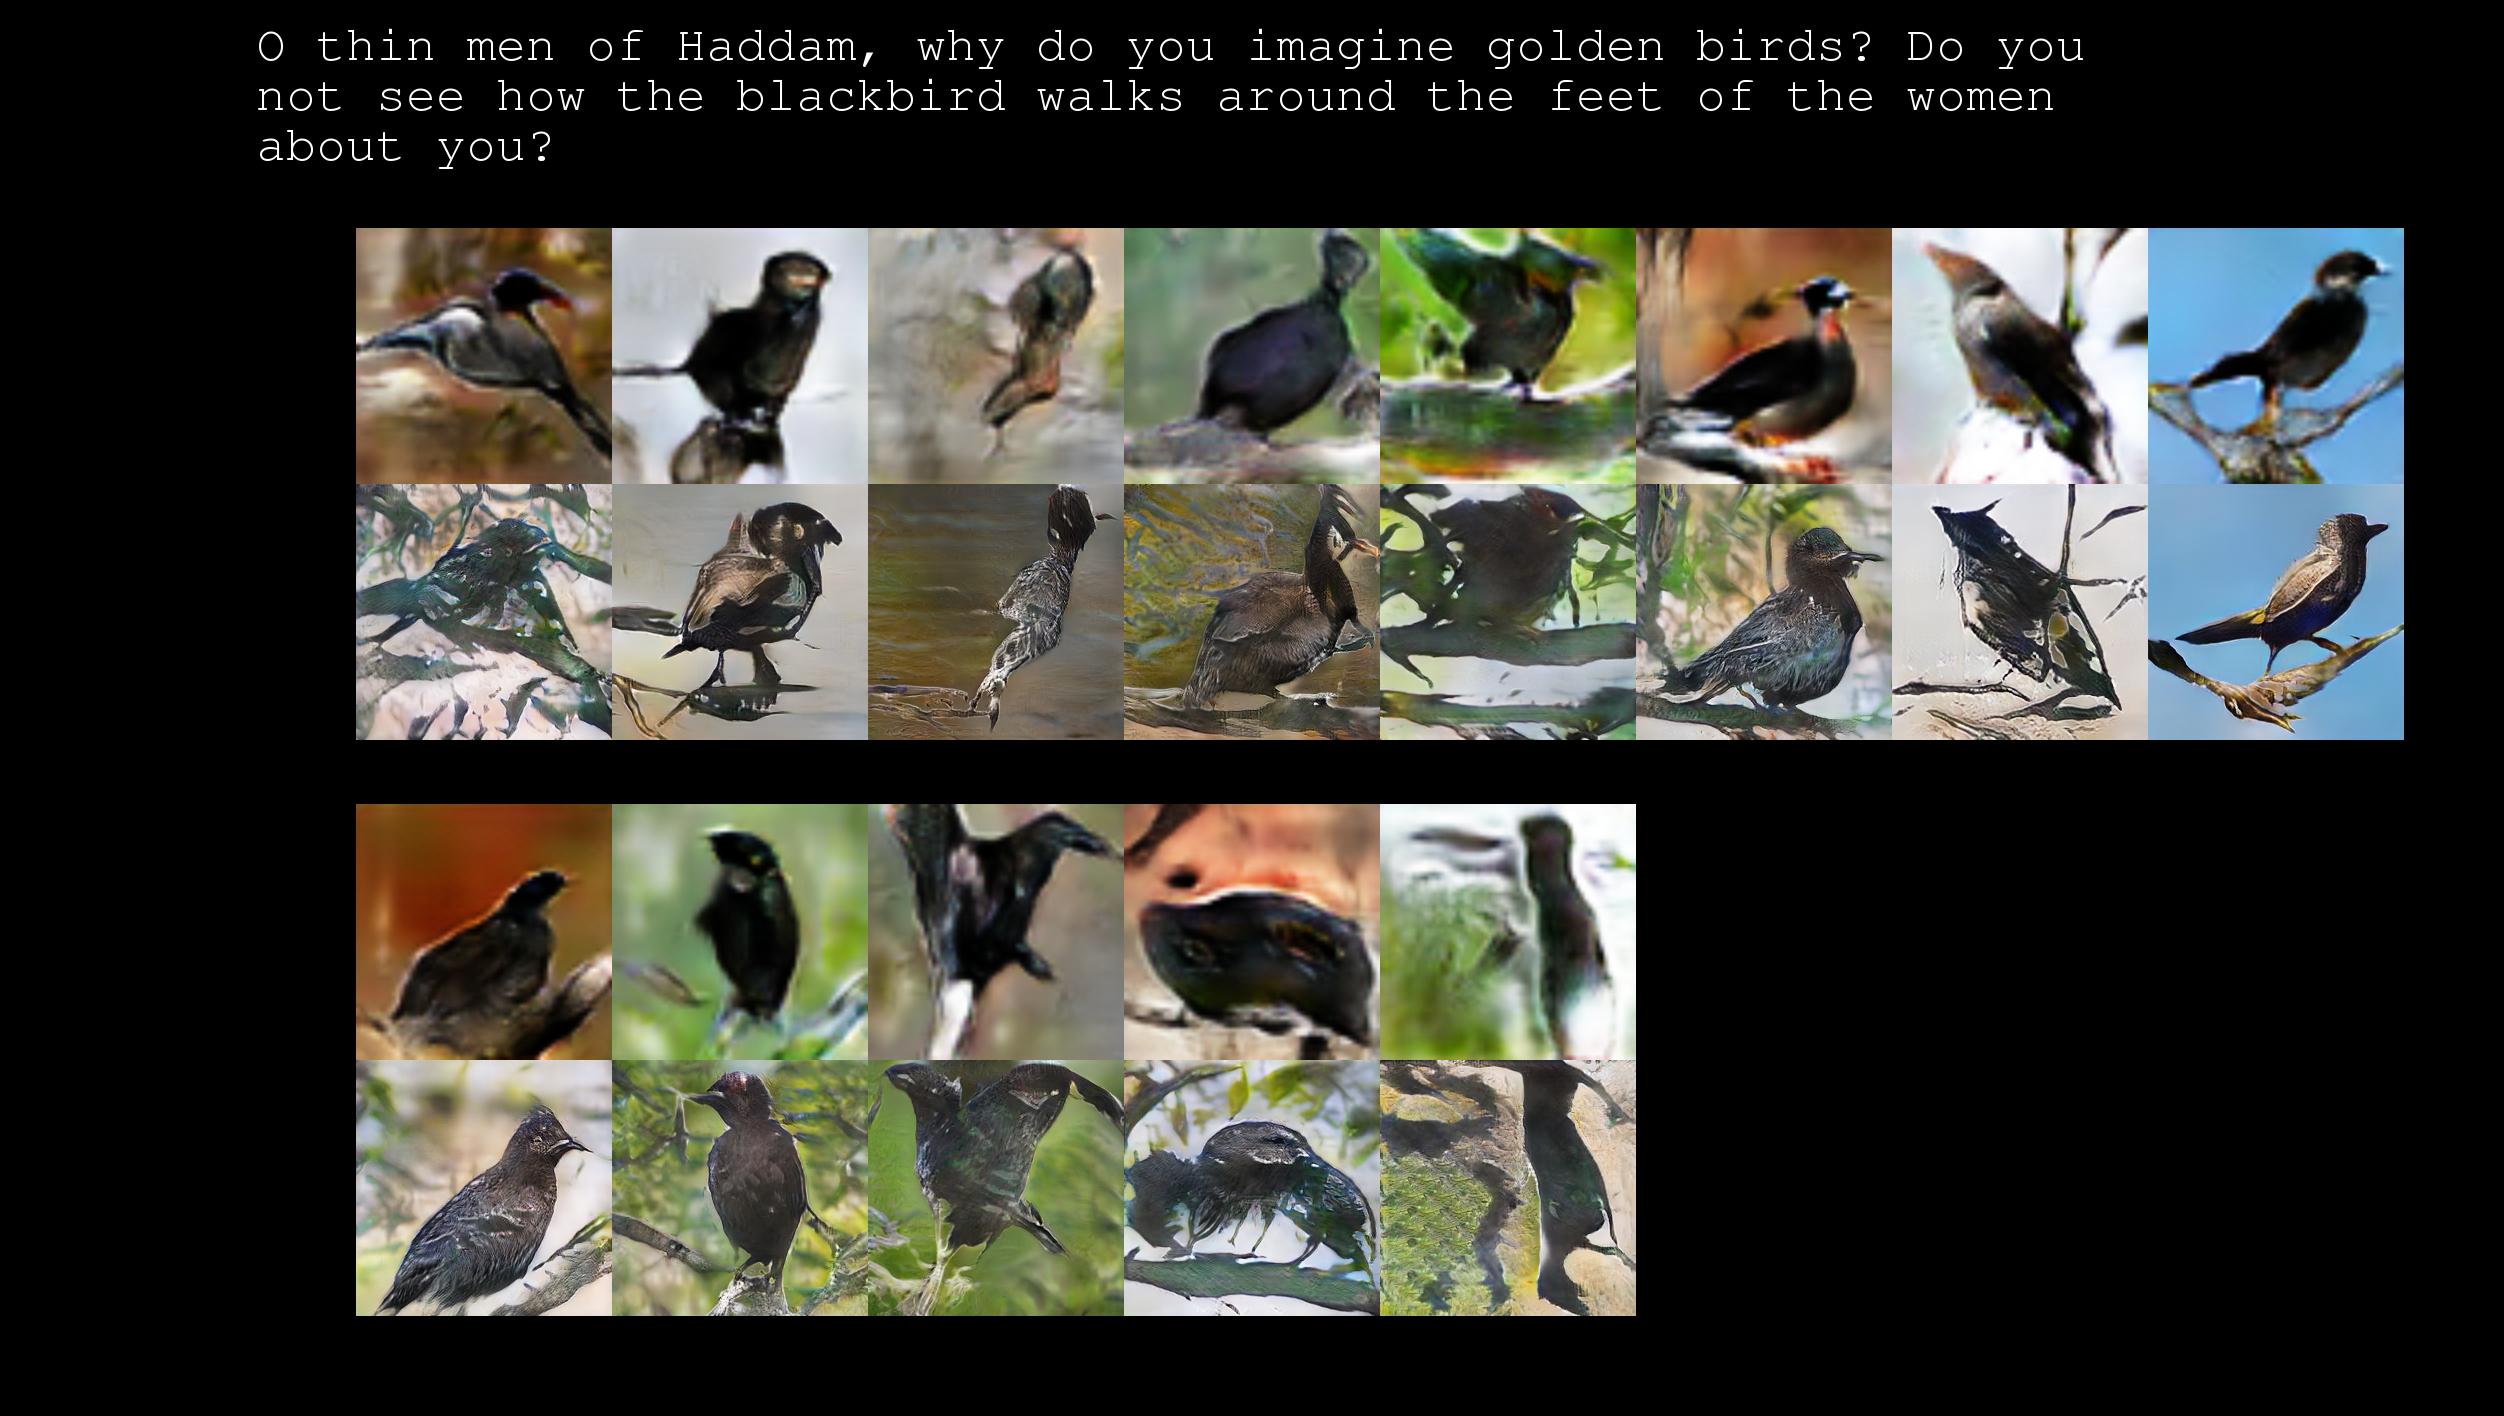 O thin men of Haddam, why do you imagine golden birds? Do you
not see how the blackbird walks around the feet of the women
about you?